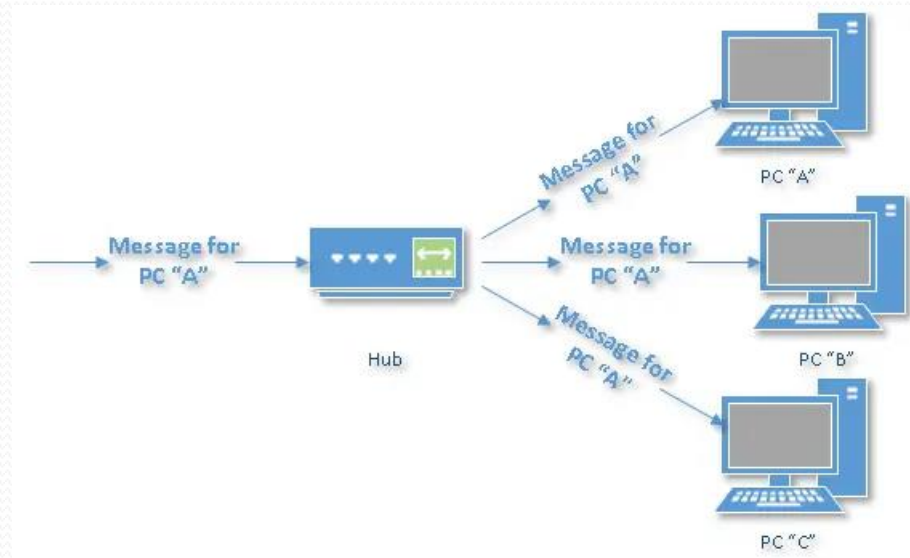 Message for
PC "A"
Hub
Message for
PC "A"
PC "A"
Message for
PC "A"
PC "B"
Message for
PC "A"
PC "C"